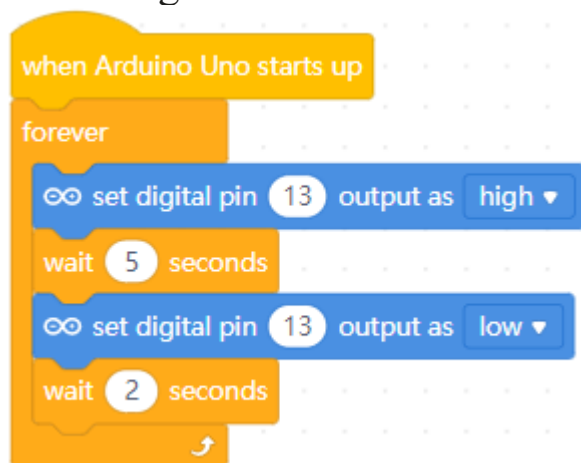 when Arduino Uno starts up
forever
set digital pin 13 output as high
wait 5 seconds
set digital pin 13 output as low
wait 2 seconds